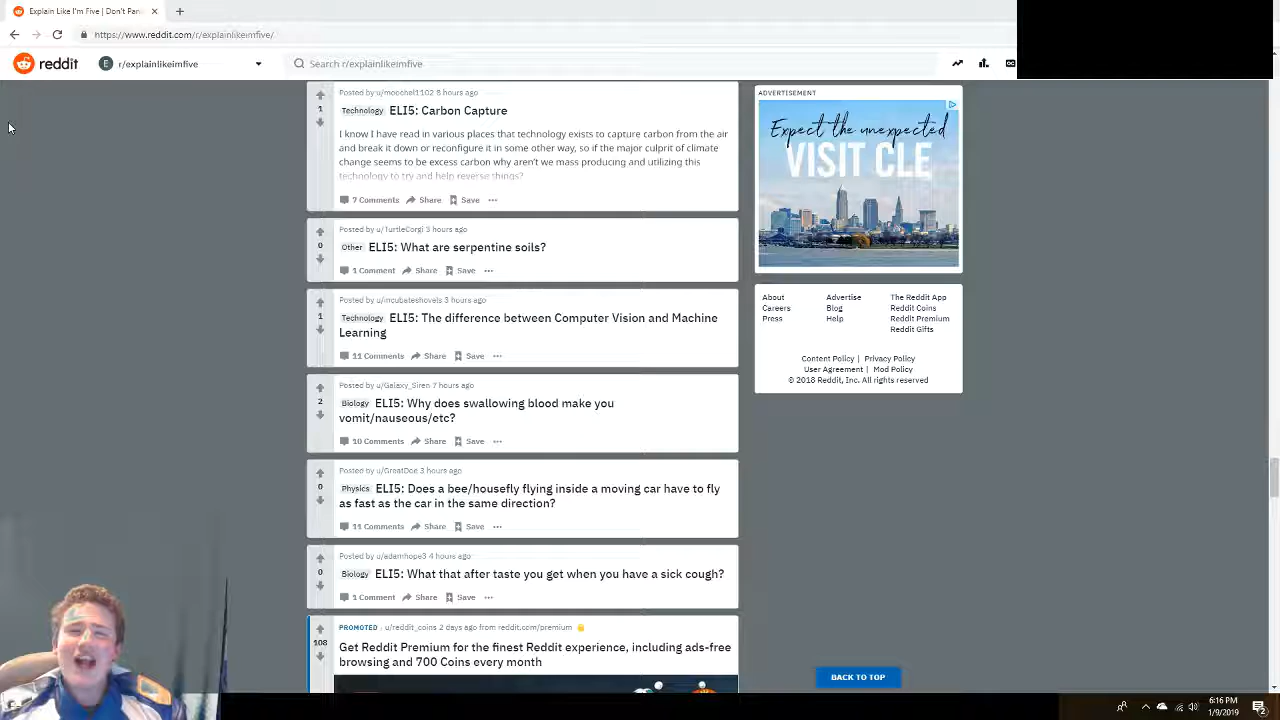 Explain Like I'm Five | Don't Pan
https://www.reddit.com/r/explainlikeimfive/
reddit
E r/explainlikeimfive
Search r/explainlikeimfive
Posted by u/moochel1102 8 hours ago
1
Technology ELI5: Carbon Capture
I know I have read in various places that technology exists to capture carbon from the air
and break it down or reconfigure it in some other way, so if the major culprit of climate
change seems to be excess carbon why aren't we mass producing and utilizing this
technology to try and help reverse things?
7 Comments Share Save
Posted by u/TurtleCorgi 3 hours ago
0
Other ELI5: What are serpentine soils?
1 Comment Share Save
Posted by u/incubateshovels 3 hours ago
1
Technology ELI5: The difference between Computer Vision and Machine
Learning
11 Comments Share Save
Posted by u/Galaxy_Siren 7 hours ago
2
Biology ELI5: Why does swallowing blood make you
vomit/nauseous/etc?
10 Comments Share Save
Posted by u/GreatDoe 3 hours ago
0
Physics ELI5: Does a bee/housefly flying inside a moving car have to fly
as fast as the car in the same direction?
11 Comments Share Save
Posted by u/adamhope3 4 hours ago
0
Biology ELI5: What that after taste you get when you have a sick cough?
1 Comment Share Save
PROMOTED · u/reddit_coins 2 days ago from reddit.com/premium
108
Get Reddit Premium for the finest Reddit experience, including ads-free
browsing and 700 Coins every month
ADVERTISEMENT
Expect the unexpected
VISIT CLE
About Advertise The Reddit App
Careers Blog Reddit Coins
Press Help Reddit Premium
Reddit Gifts
Content Policy | Privacy Policy
User Agreement | Mod Policy
© 2018 Reddit, Inc. All rights reserved
BACK TO TOP
6:16 PM
1/9/2019